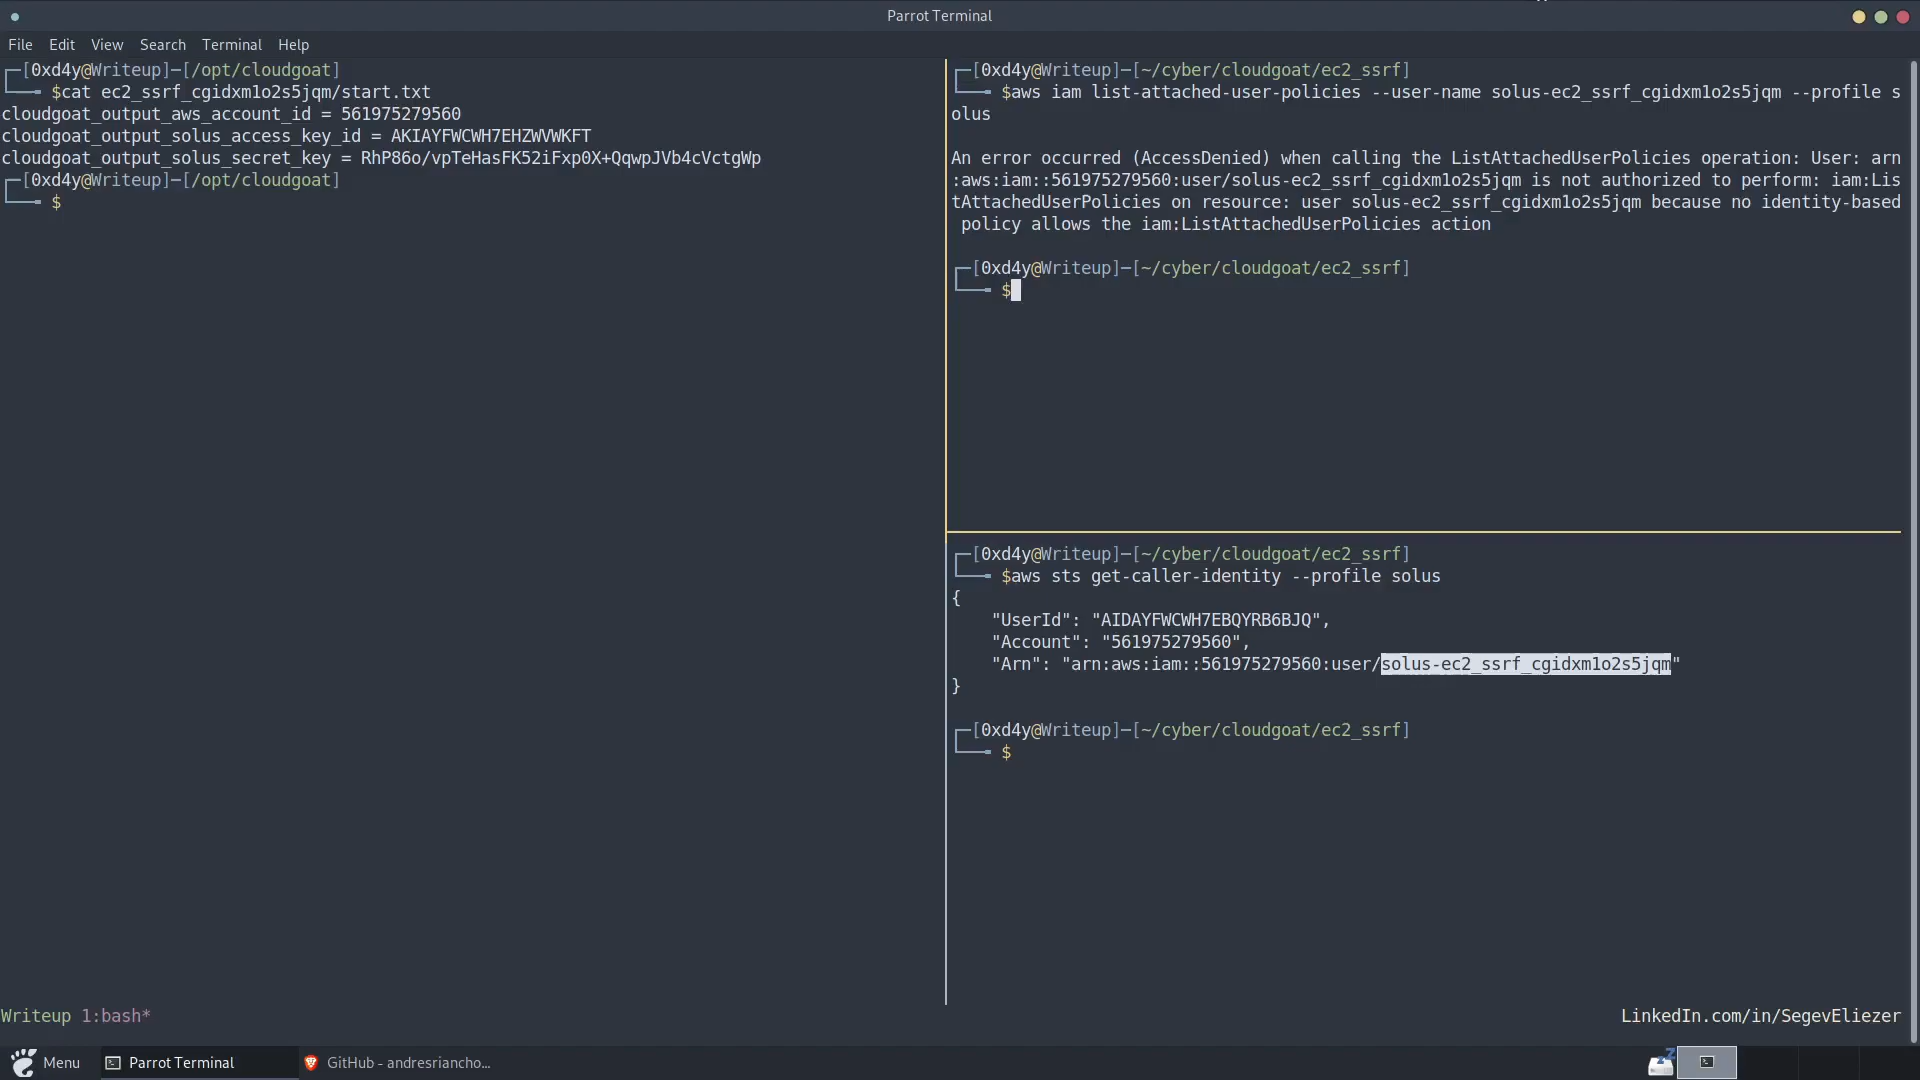 Parrot Terminal
File Edit View Search Terminal Help
[0xd4y@Writeup]─[/opt/cloudgoat]
$cat ec2_ssrf_cgidxm1o2s5jqm/start.txt
cloudgoat_output_aws_account_id = 561975279560
cloudgoat_output_solus_access_key_id = AKIAYFWCWH7EHZWVWKFT
cloudgoat_output_solus_secret_key = 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
[0xd4y@Writeup]─[/opt/cloudgoat]
$
[0xd4y@Writeup]─[~/cyber/cloudgoat/ec2_ssrf]
$aws iam list-attached-user-policies --user-name solus-ec2_ssrf_cgidxm1o2s5jqm --profile s
olus
An error occurred (AccessDenied) when calling the ListAttachedUserPolicies operation: User: arn
:aws:iam::561975279560:user/solus-ec2_ssrf_cgidxm1o2s5jqm is not authorized to perform: iam:Lis
tAttachedUserPolicies on resource: user solus-ec2_ssrf_cgidxm1o2s5jqm because no identity-based
policy allows the iam:ListAttachedUserPolicies action
[0xd4y@Writeup]─[~/cyber/cloudgoat/ec2_ssrf]
$
[0xd4y@Writeup]─[~/cyber/cloudgoat/ec2_ssrf]
$aws sts get-caller-identity --profile solus
{
"UserId": "AIDAYFWCWH7EBQYRB6BJQ",
"Account": "561975279560",
"Arn": "arn:aws:iam::561975279560:user/solus-ec2_ssrf_cgidxm1o2s5jqm"
}
[0xd4y@Writeup]─[~/cyber/cloudgoat/ec2_ssrf]
$
Writeup 1:bash*
LinkedIn.com/in/SegevEliezer
Menu
Parrot Terminal
GitHub - andresriancho...